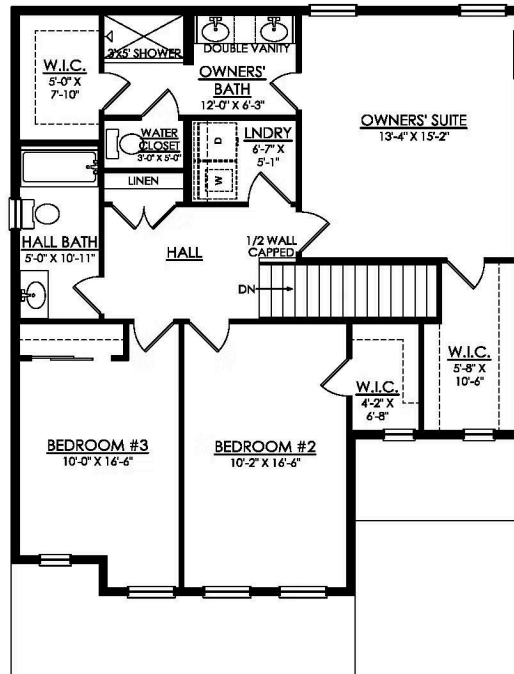 3'X5' SHOWER
DOUBLE VANITY
W.I.C.
5'-0" X
7'-10"
OWNERS'
BATH
12'-0" X 6'-3"
OWNERS' SUITE
13'-4" X 15'-2"
WATER
CLOSET
3'-0" X 5'-0"
D
W
LNDRY
6'-7" X
5'-1"
LINEN
HALL BATH
5'-0" X 10'-11"
HALL
1/2 WALL
CAPPED
DN
W.I.C.
5'-8" X
10'-6"
W.I.C.
4'-2" X
6'-8"
BEDROOM #3
10'-0" X 16'-6"
BEDROOM #2
10'-2" X 16'-6"